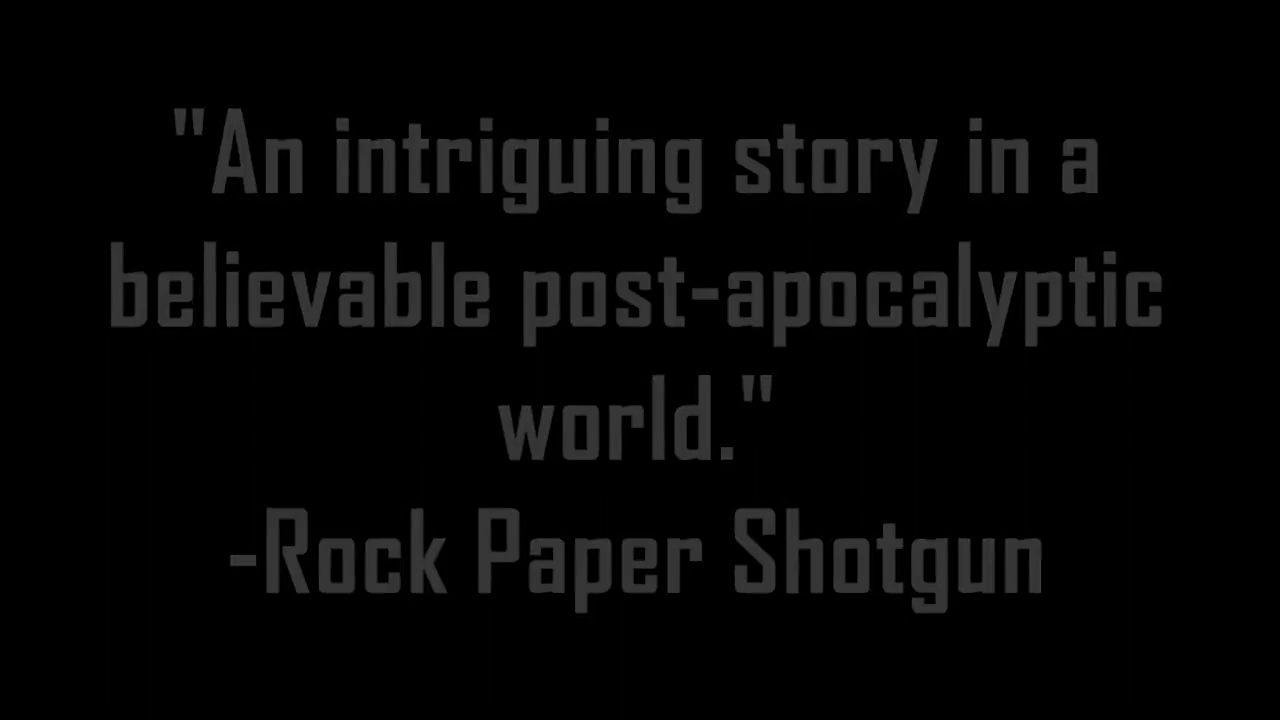 "An intriguing story in a
believable post-apocalyptic
world."
-Rock Paper Shotgun